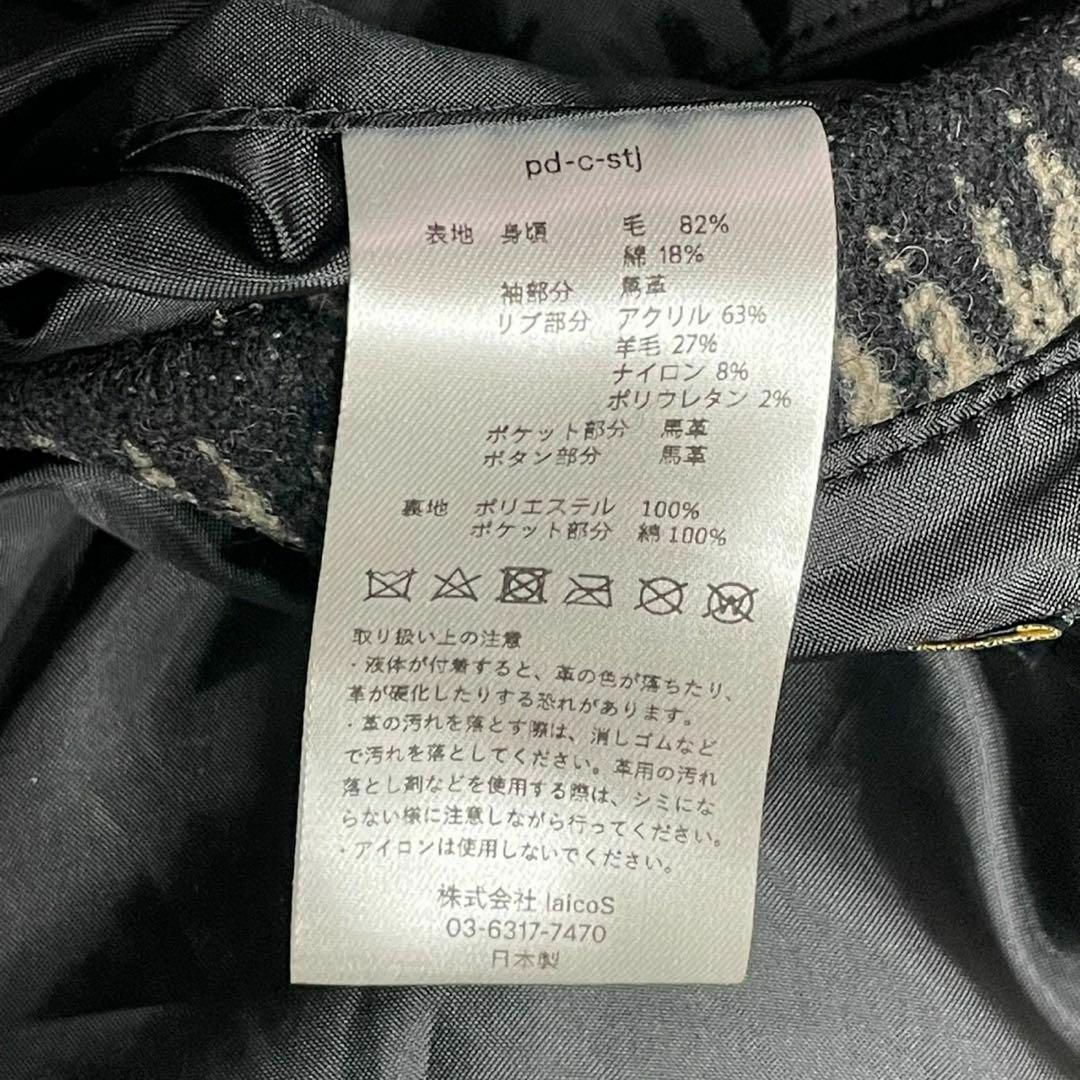 pd-c-stj
表地 身頃 毛 82%
綿 18%
袖部分 馬革
リブ部分 アクリル 63%
羊毛 27%
ナイロン 8%
ポリウレタン 2%
ポケット部分 馬革
ボタン部分 馬革
裏地 ポリエステル 100%
ポケット部分 綿 100%
W
取り扱い上の注意
・液体が付着すると、革の色が落ちたり、
革が硬化したりする恐れがあります。
・革の汚れを落とす際は、消しゴムなど
で汚れを落としてください。革用の汚れ
落とし剤などを使用する際は、シミにな
らない様に注意しながら行ってください。
・アイロンは使用しないでください。
株式会社 laicoS
03-6317-7470
日本製